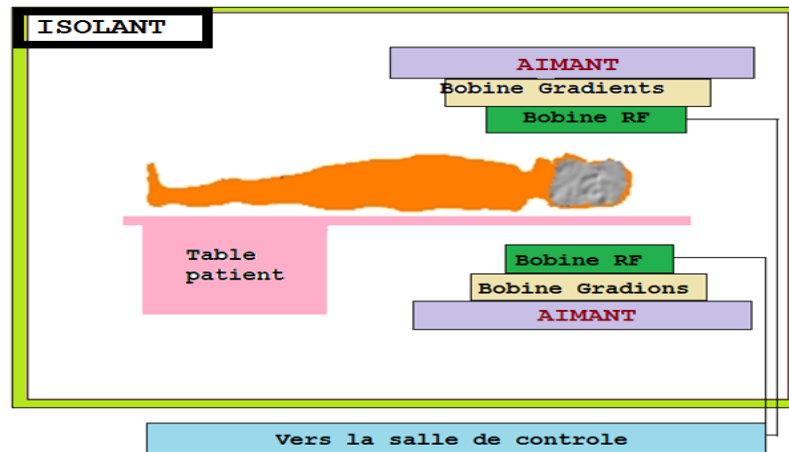 ISOLANT
AIMANT
Bobine Gradients
Bobine RF
Table
patient
Bobine RF
Bobine Gradions
AIMANT
Vers la salle de controle